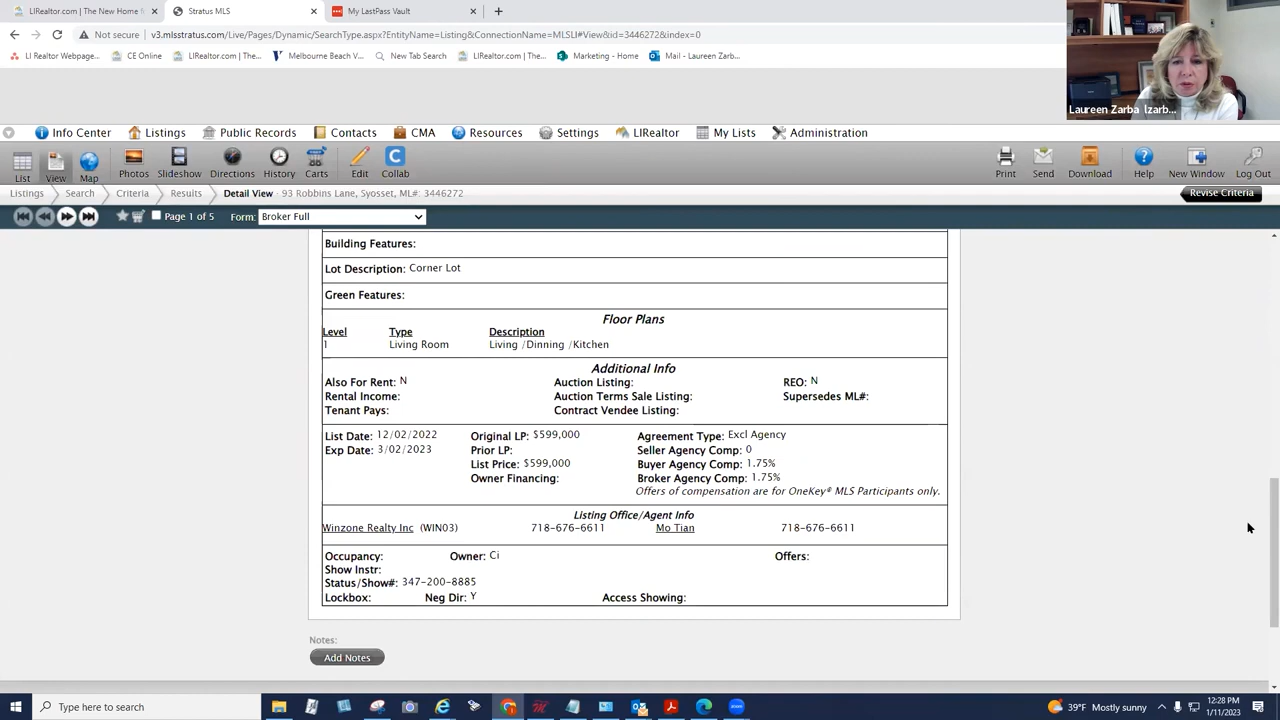 LIRealtor.com | The New Home f
Stratus MLS
My LastPass Vault
Not secure
v3.mlsstratus.com/Live/Pages/Dynamic/SearchType.aspx?EntityNa
ConnectionName=MLSLI#View&id=3446272&index=0
LI Realtor Webpage...
CE Online
LIRealtor.com | The...
Melbourne Beach V...
New Tab Search
LIRealtor.com | The...
Marketing - Home
Mail - Laureen Zarb...
Laureen Zarba lzarb...
Info Center
Listings
Public Records
Contacts
CMA
Resources
Settings
LIRealtor
My Lists
Administration
List
View
Map
Photos
Slideshow
Directions
History
Carts
Edit
Collab
Print
Send
Download
Help
New Window
Log Out
Listings Search Criteria Results Detail View - 93 Robbins Lane, Syosset, ML#: 3446272
Revise Criteria
Page 1 of 5 Form: Broker Full
Building Features:
Lot Description: Corner Lot
Green Features:
Floor Plans
Level Type Description
1 Living Room Living /Dinning /Kitchen
Additional Info
Also For Rent: N Auction Listing: REO: N
Rental Income: Auction Terms Sale Listing: Supersedes ML#:
Tenant Pays: Contract Vendee Listing:
List Date: 12/02/2022 Original LP: $599,000 Agreement Type: Excl Agency
Exp Date: 3/02/2023 Prior LP: Seller Agency Comp: 0
List Price: $599,000 Buyer Agency Comp: 1.75%
Owner Financing: Broker Agency Comp: 1.75%
Offers of compensation are for OneKey® MLS Participants only.
Listing Office/Agent Info
Winzone Realty Inc (WIN03) 718-676-6611 Mo Tian 718-676-6611
Occupancy: Owner: Ci Offers:
Show Instr:
Status/Show#: 347-200-8885
Lockbox: Neg Dir: Y Access Showing:
Notes:
Add Notes
Type here to search
39°F Mostly sunny
12:28 PM
1/11/2023